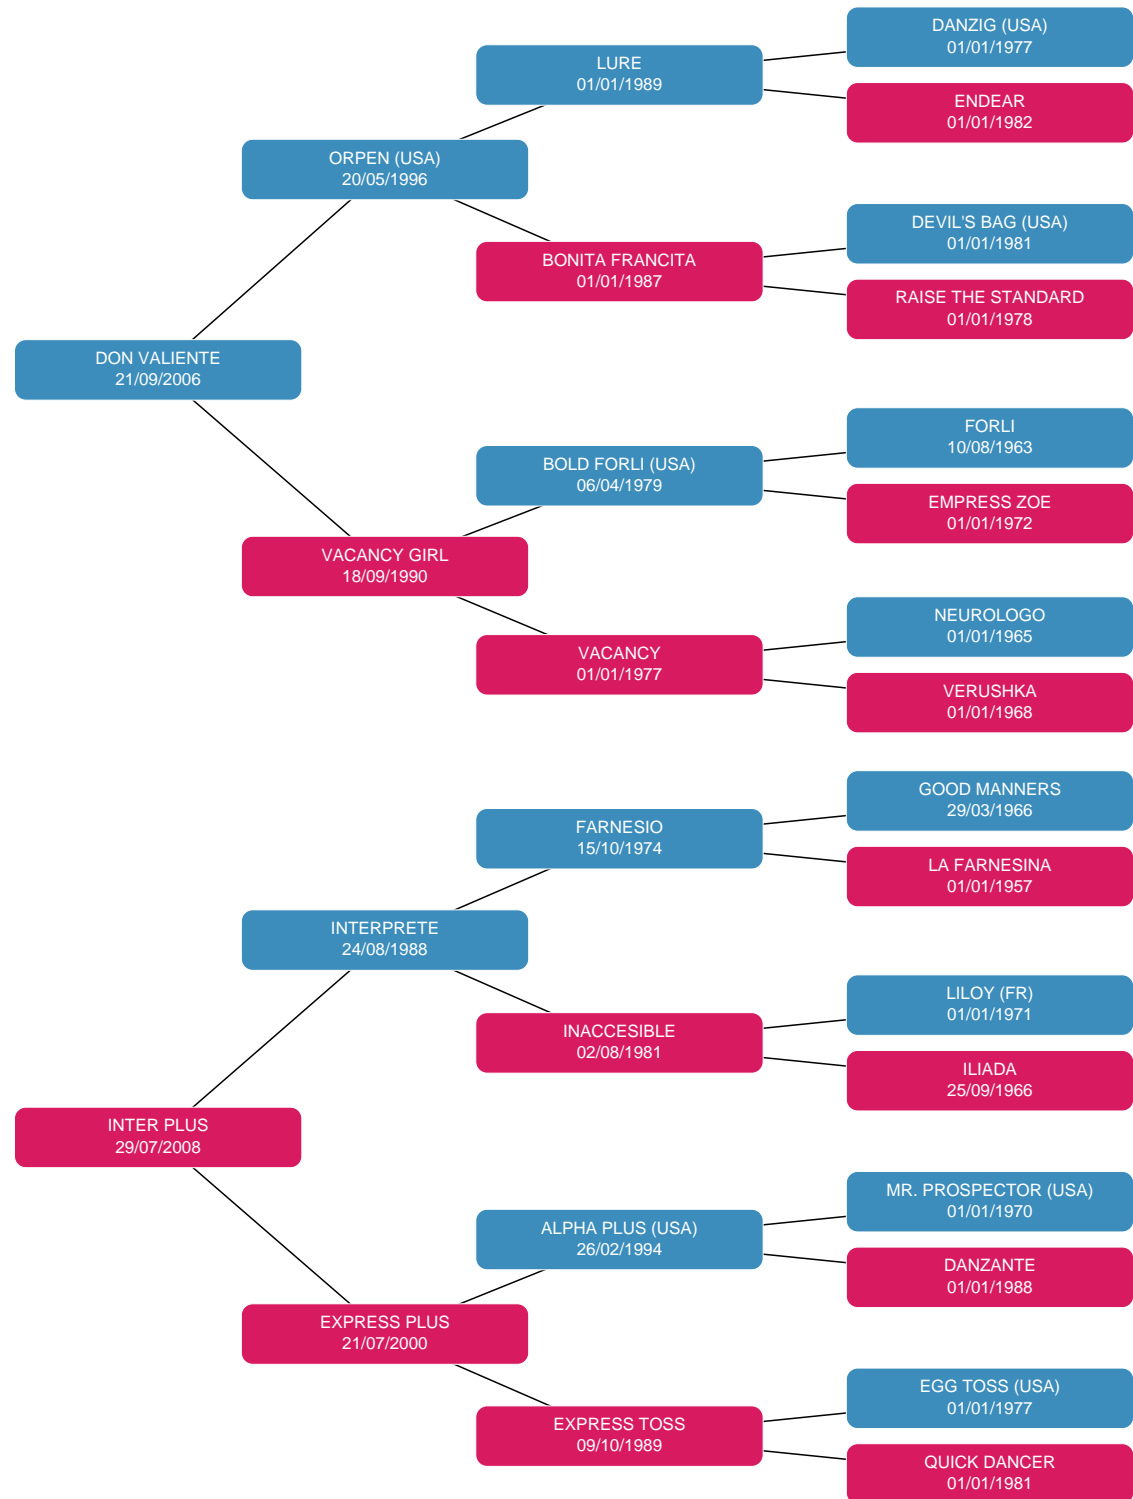 DANZIG (USA)
01/01/1977
LURE
01/01/1989
ENDEAR
01/01/1982
ORPEN (USA)
20/05/1996
DEVIL'S BAG (USA)
01/01/1981
BONITA FRANCITA
01/01/1987
RAISE THE STANDARD
01/01/1978
DON VALIENTE
21/09/2006
FORLI
10/08/1963
BOLD FORLI (USA)
06/04/1979
EMPRESS ZOE
01/01/1972
VACANCY GIRL
18/09/1990
NEUROLOGO
01/01/1965
VACANCY
01/01/1977
VERUSHKA
01/01/1968
GOOD MANNERS
29/03/1966
FARNESIO
15/10/1974
LA FARNESINA
01/01/1957
INTERPRETE
24/08/1988
LILOY (FR)
01/01/1971
INACCESIBLE
02/08/1981
ILIADA
25/09/1966
INTER PLUS
29/07/2008
MR. PROSPECTOR (USA)
01/01/1970
ALPHA PLUS (USA)
26/02/1994
DANZANTE
01/01/1988
EXPRESS PLUS
21/07/2000
EGG TOSS (USA)
01/01/1977
EXPRESS TOSS
09/10/1989
QUICK DANCER
01/01/1981